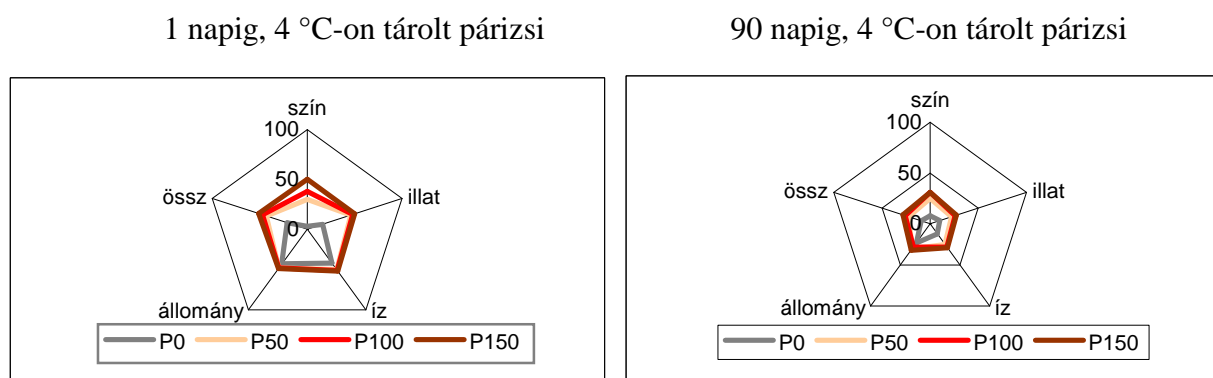 1 napig, 4 °C-on tárolt párizsi
90 napig, 4 °C-on tárolt párizsi
szín
100
50
0
össz
illat
állomány
íz
P0 P50 P100 P150
szín
100
50
0
össz
illat
állomány
íz
P0 P50 P100 P150